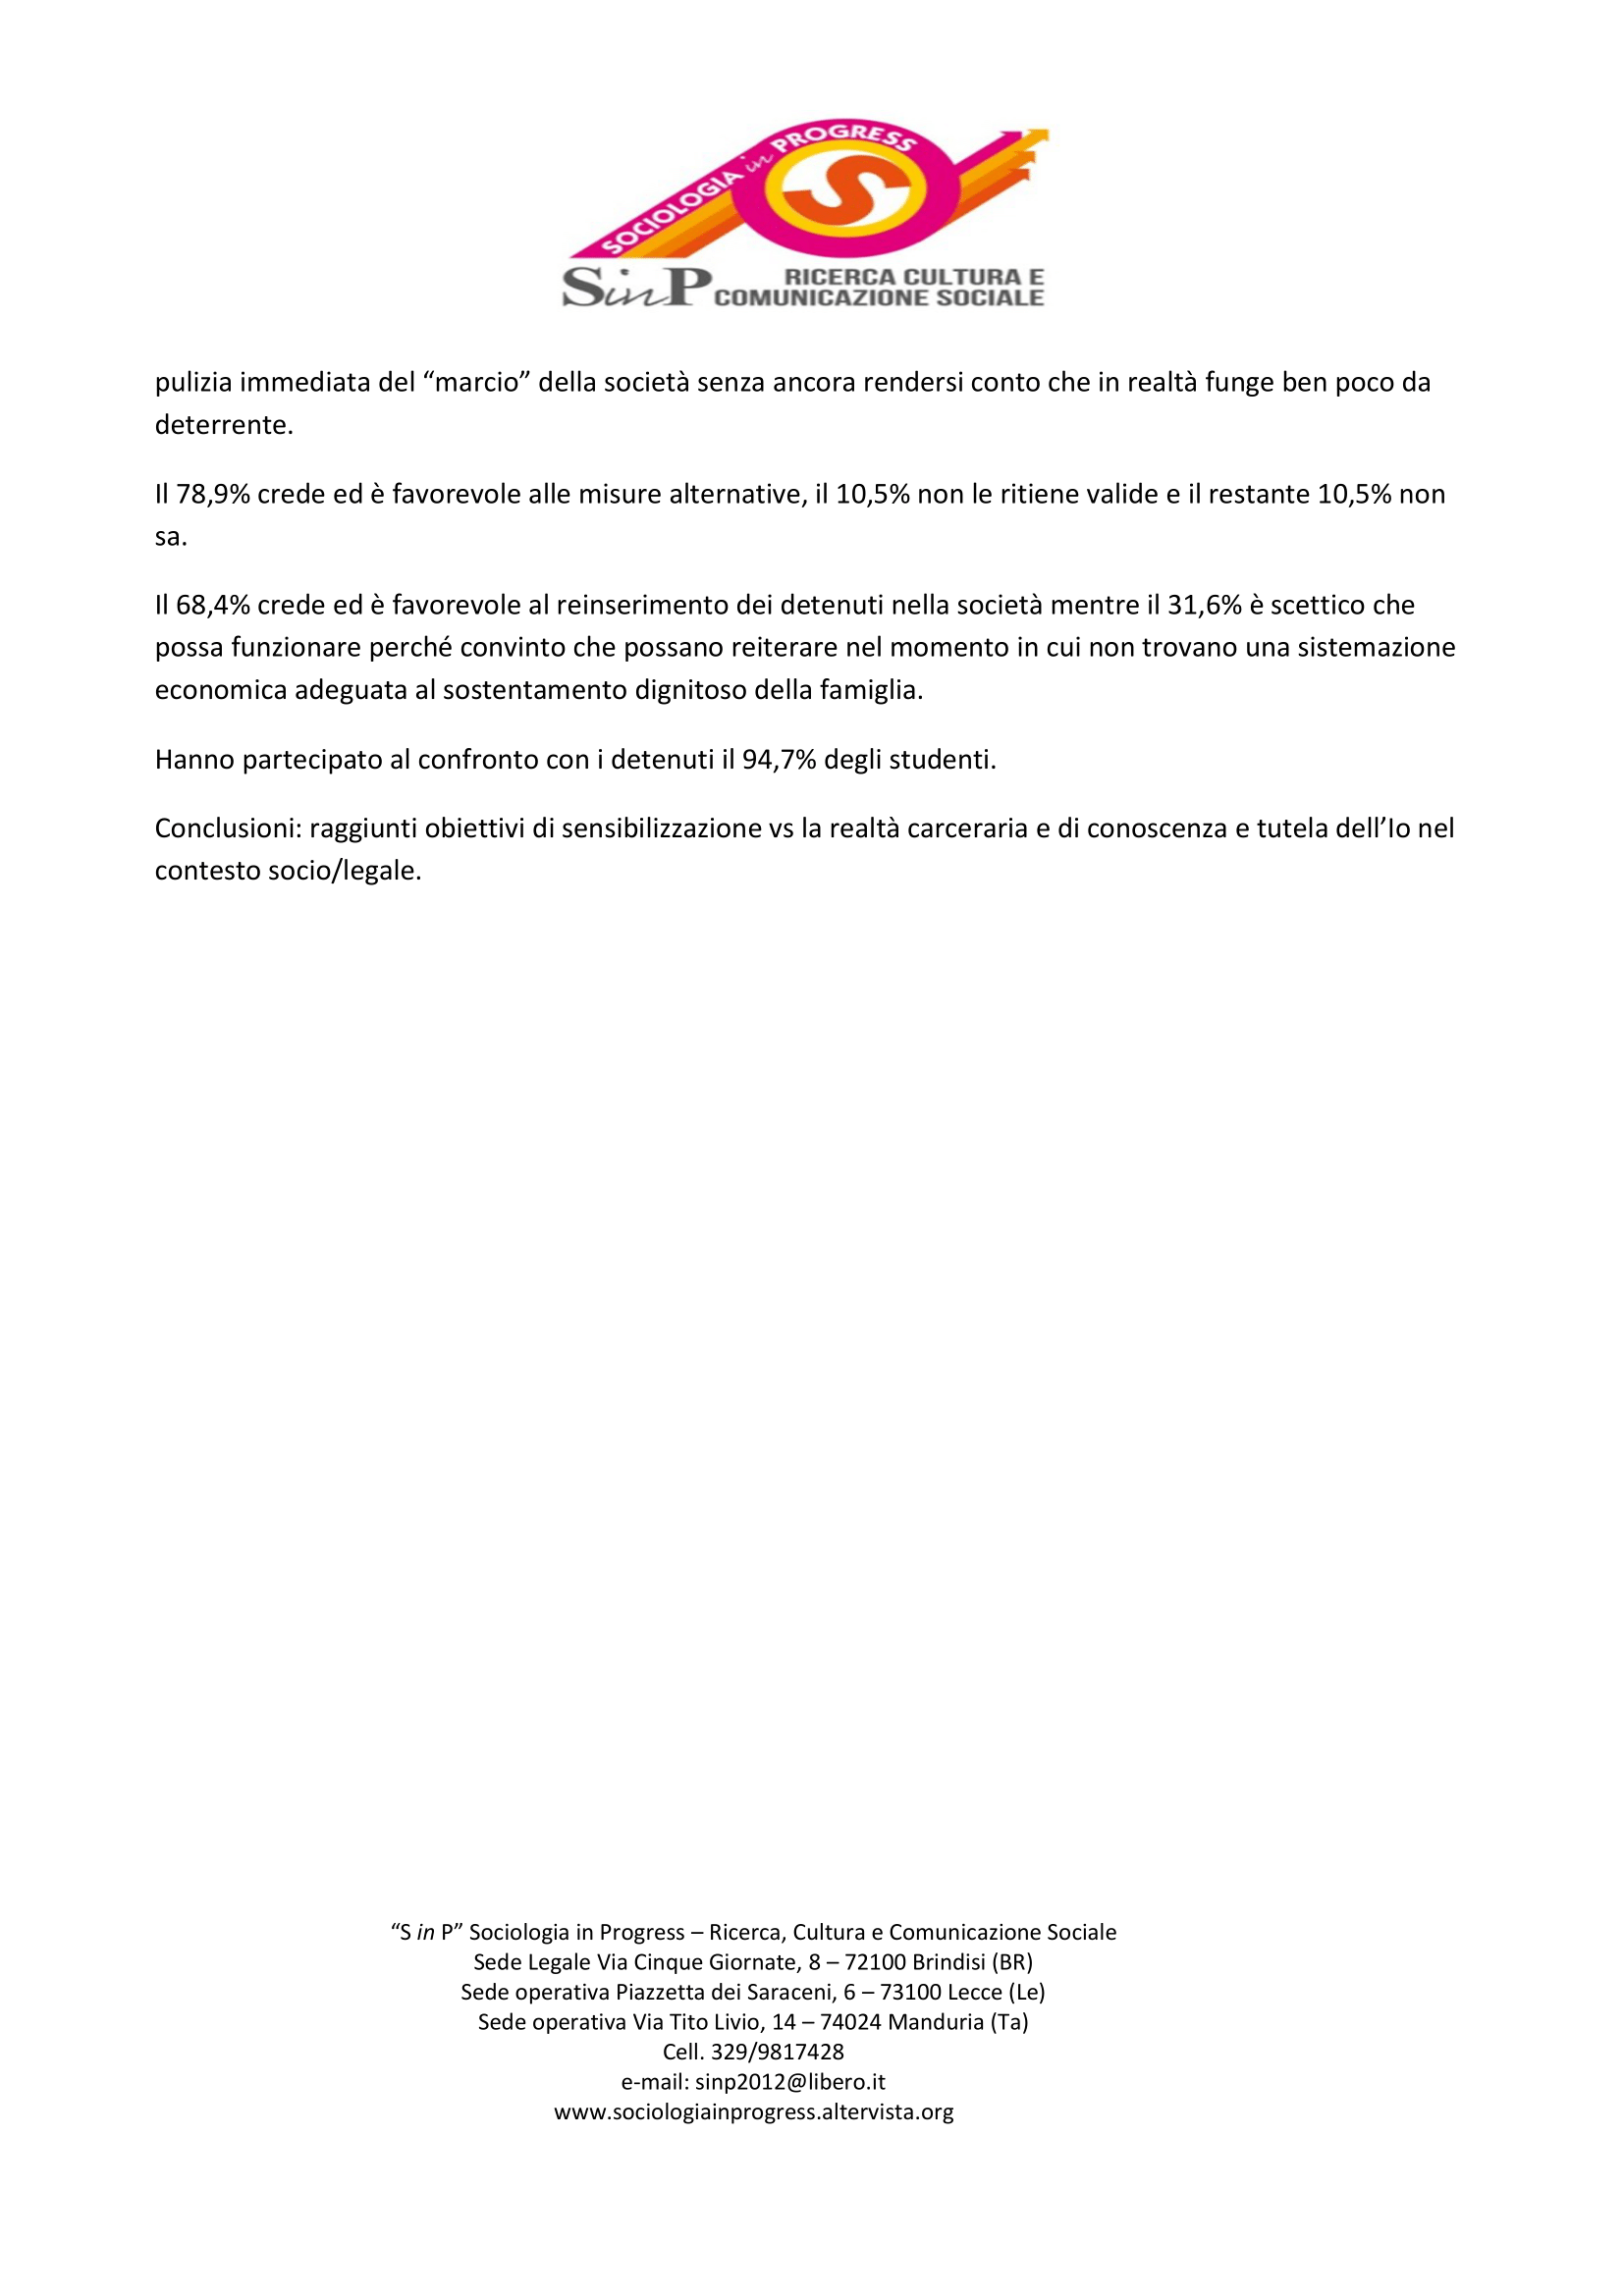 SOCIOLOGIA in PROGRESS
S
SinP RICERCA CULTURA E
COMUNICAZIONE SOCIALE
pulizia immediata del “marcio” della società senza ancora rendersi conto che in realtà funge ben poco da
deterrente.
Il 78,9% crede ed è favorevole alle misure alternative, il 10,5% non le ritiene valide e il restante 10,5% non
sa.
Il 68,4% crede ed è favorevole al reinserimento dei detenuti nella società mentre il 31,6% è scettico che
possa funzionare perché convinto che possano reiterare nel momento in cui non trovano una sistemazione
economica adeguata al sostentamento dignitoso della famiglia.
Hanno partecipato al confronto con i detenuti il 94,7% degli studenti.
Conclusioni: raggiunti obiettivi di sensibilizzazione vs la realtà carceraria e di conoscenza e tutela dell’Io nel
contesto socio/legale.
“S in P” Sociologia in Progress – Ricerca, Cultura e Comunicazione Sociale
Sede Legale Via Cinque Giornate, 8 – 72100 Brindisi (BR)
Sede operativa Piazzetta dei Saraceni, 6 – 73100 Lecce (Le)
Sede operativa Via Tito Livio, 14 – 74024 Manduria (Ta)
Cell. 329/9817428
e-mail: sinp2012@libero.it
www.sociologiainprogress.altervista.org